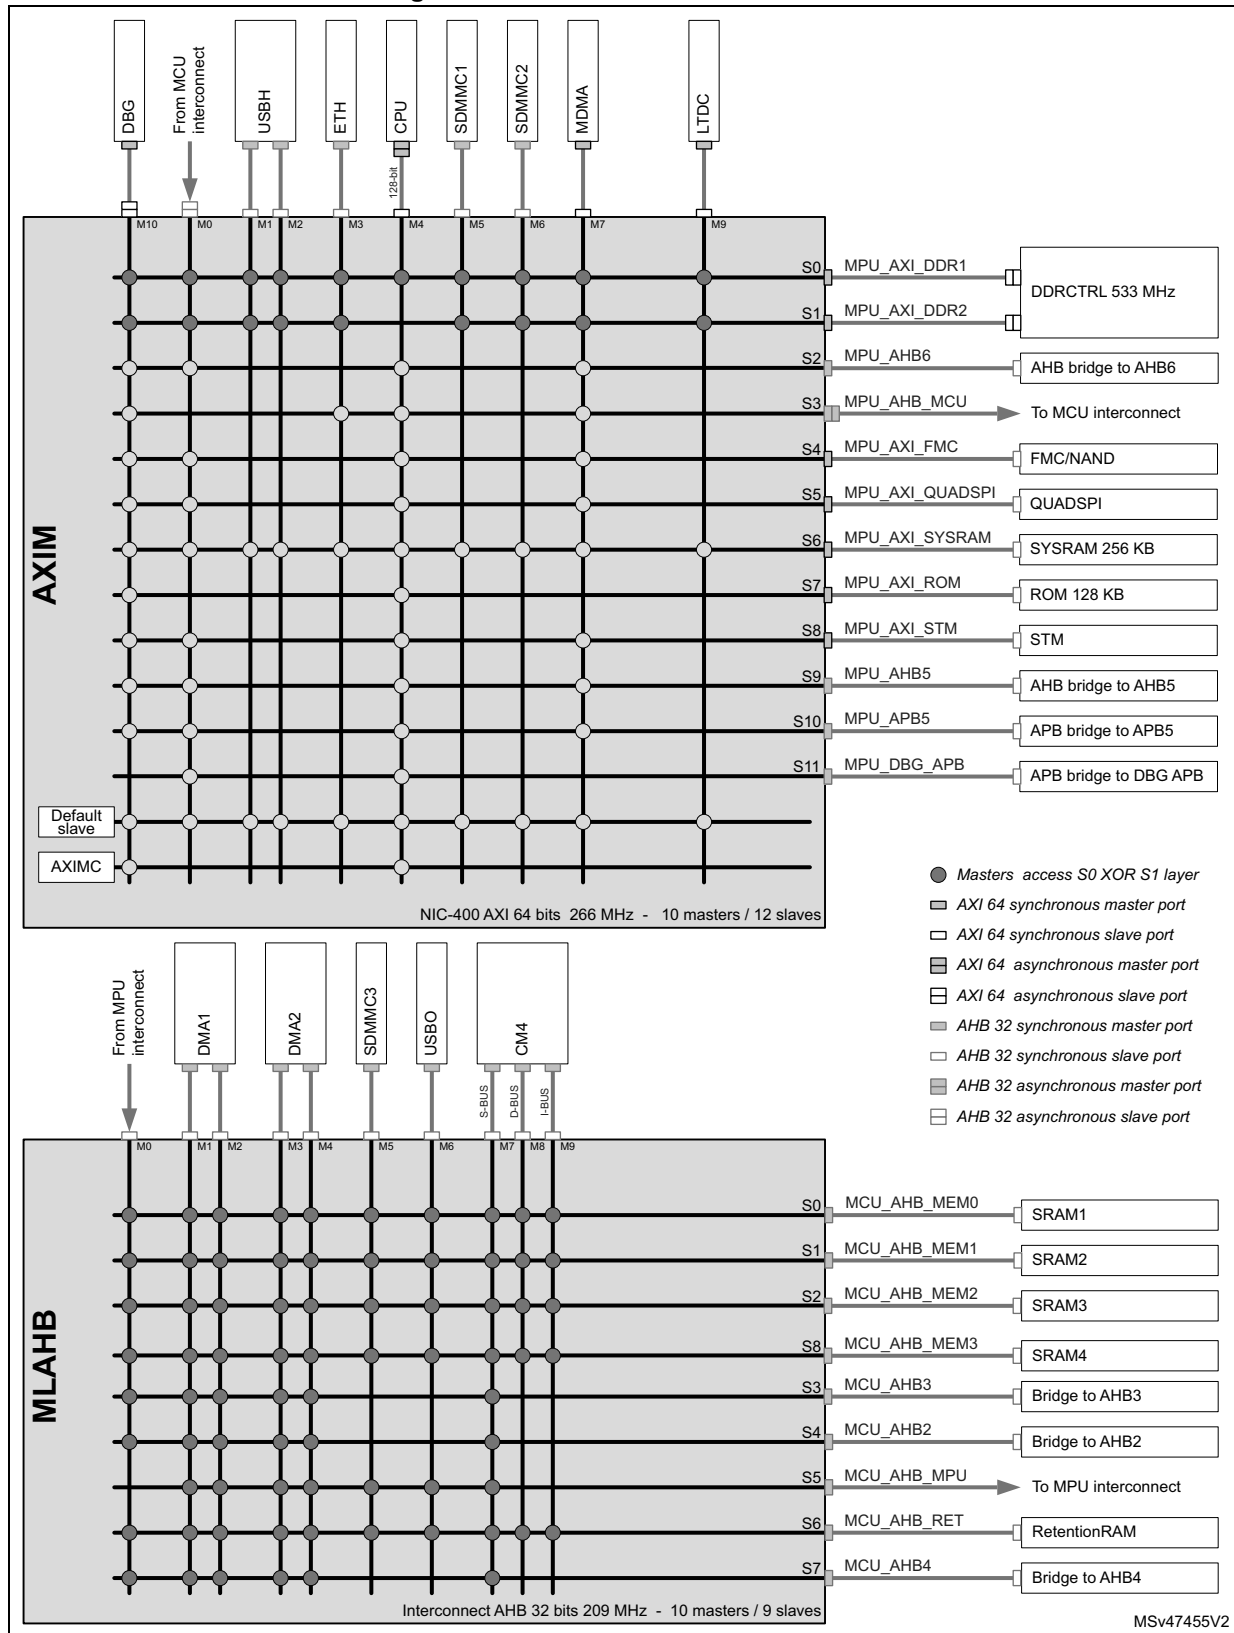 DBG
From MCU
interconnect
USBH
ETH
CPU
SDMMC1
SDMMC2
MDMA
LTDC
128-bit
M10
M0
M1
M2
M3
M4
M5
M6
M7
M9
AXIM
S0
MPU_AXI_DDR1
DDRCTRL 533 MHz
S1
MPU_AXI_DDR2
S2
MPU_AHB6
AHB bridge to AHB6
S3
MPU_AHB_MCU
To MCU interconnect
S4
MPU_AXI_FMC
FMC/NAND
S5
MPU_AXI_QUADSPI
QUADSPI
S6
MPU_AXI_SYSRAM
SYSRAM 256 KB
S7
MPU_AXI_ROM
ROM 128 KB
S8
MPU_AXI_STM
STM
S9
MPU_AHB5
AHB bridge to AHB5
S10
MPU_APB5
APB bridge to APB5
S11
MPU_DBG_APB
APB bridge to DBG APB
Default
slave
AXIMC
NIC-400 AXI 64 bits 266 MHz - 10 masters / 12 slaves
Masters access S0 XOR S1 layer
AXI 64 synchronous master port
AXI 64 synchronous slave port
AXI 64 asynchronous master port
AXI 64 asynchronous slave port
AHB 32 synchronous master port
AHB 32 synchronous slave port
AHB 32 asynchronous master port
AHB 32 asynchronous slave port
From MPU
interconnect
DMA1
DMA2
SDMMC3
USBO
CM4
S-BUS
D-BUS
I-BUS
M0
M1
M2
M3
M4
M5
M6
M7
M8
M9
MLAHB
S0
MCU_AHB_MEM0
SRAM1
S1
MCU_AHB_MEM1
SRAM2
S2
MCU_AHB_MEM2
SRAM3
S8
MCU_AHB_MEM3
SRAM4
S3
MCU_AHB3
Bridge to AHB3
S4
MCU_AHB2
Bridge to AHB2
S5
MCU_AHB_MPU
To MPU interconnect
S6
MCU_AHB_RET
RetentionRAM
S7
MCU_AHB4
Bridge to AHB4
Interconnect AHB 32 bits 209 MHz - 10 masters / 9 slaves
MSv47455V2